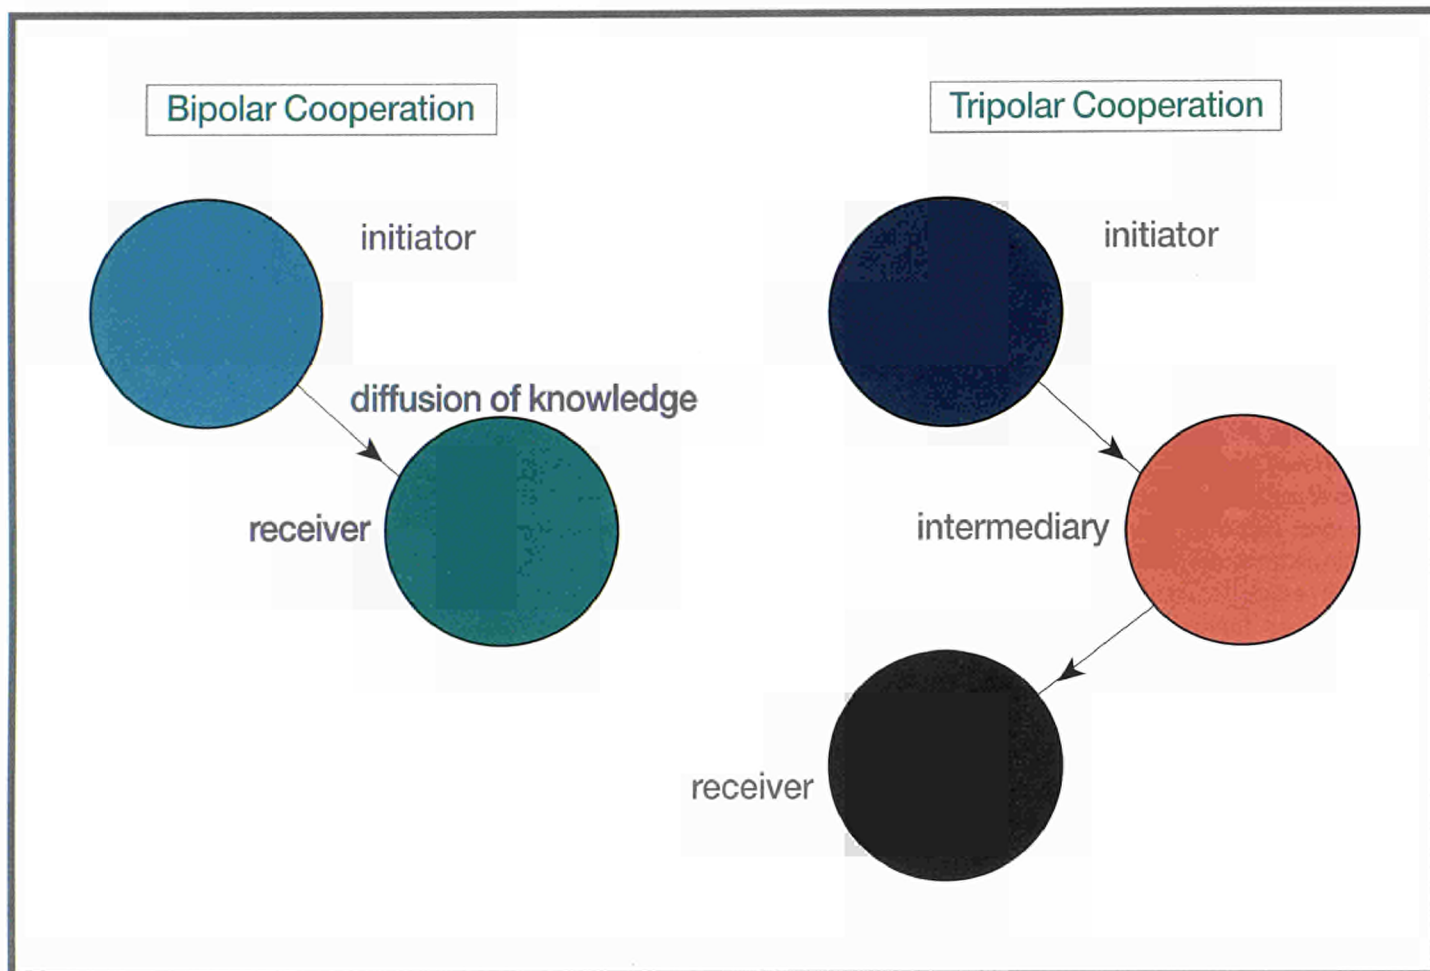 Bipolar Cooperation
initiator
diffusion of knowledge
receiver
Tripolar Cooperation
initiator
intermediary
receiver